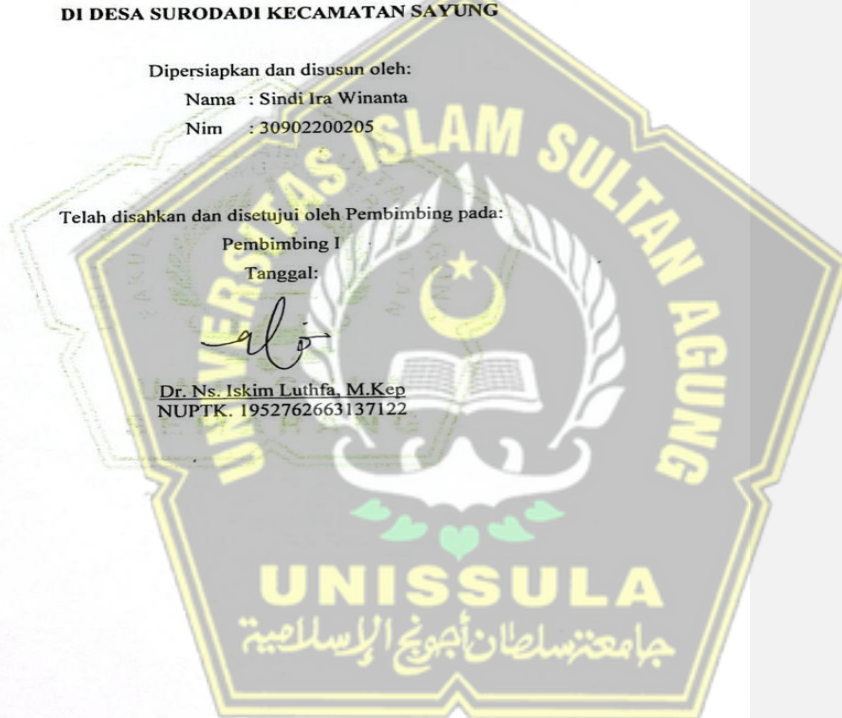 DI DESA SURODADI KECAMATAN SAYUNG
Dipersiapkan dan disusun oleh:
Nama : Sindi Ira Winanta
Nim : 30902200205
Telah disahkan dan disetujui oleh Pembimbing pada:
Pembimbing I
Tanggal:
Dr. Ns. Iskim Luthfa, M.Kep
NUPTK. 1952762663137122
UNIVERSITAS ISLAM SULTAN AGUNG
UNISSULA
جامعة سلطان أجونج الإسلامية